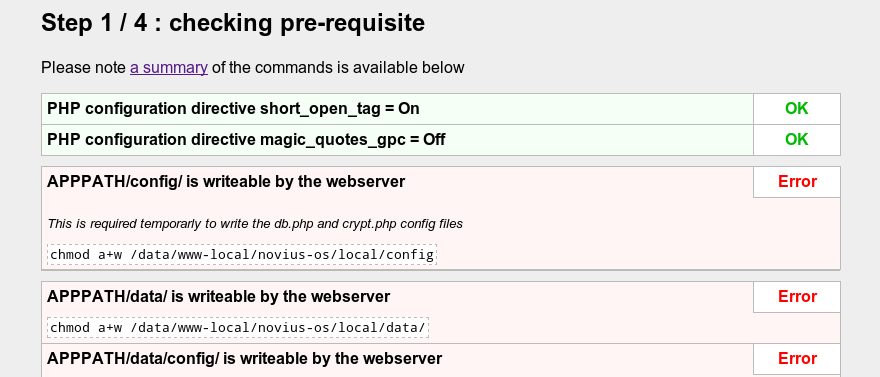 Step 1 / 4 : checking pre-requisite
Please note a summary of the commands is available below
PHP configuration directive short_open_tag = On OK
PHP configuration directive magic_quotes_gpc = Off OK
APPPATH/config/ is writeable by the webserver Error
This is required temporarly to write the db.php and crypt.php config files
chmod a+w /data/www-local/novius-os/local/config
APPPATH/data/ is writeable by the webserver Error
chmod a+w /data/www-local/novius-os/local/data/
APPPATH/data/config/ is writeable by the webserver Error